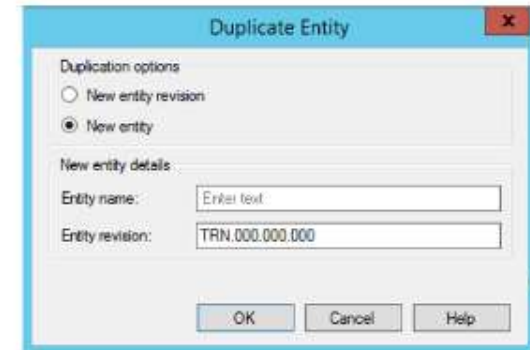 Duplicate Entity
x
Duplication options
New entity revision
New entity
New entity details
Entity name: Enter text
Entity revision: TRN.000.000.000
OK Cancel Help